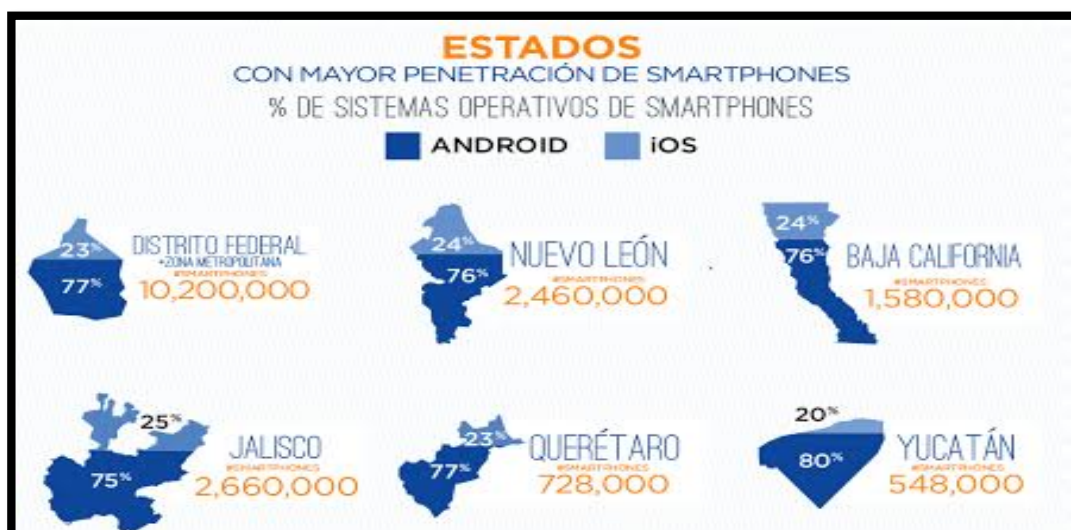 ESTADOS
CON MAYOR PENETRACIÓN DE SMARTPHONES
% DE SISTEMAS OPERATIVOS DE SMARTPHONES
ANDROID iOS
23%
77%
DISTRITO FEDERAL
+ZONA METROPOLITANA
#SMARTPHONES
10,200,000
24%
76%
NUEVO LEÓN
#SMARTPHONES
2,460,000
24%
76%
BAJA CALIFORNIA
#SMARTPHONES
1,580,000
25%
75%
JALISCO
#SMARTPHONES
2,660,000
23%
77%
QUERÉTARO
#SMARTPHONES
728,000
20%
80%
YUCATÁN
#SMARTPHONES
548,000